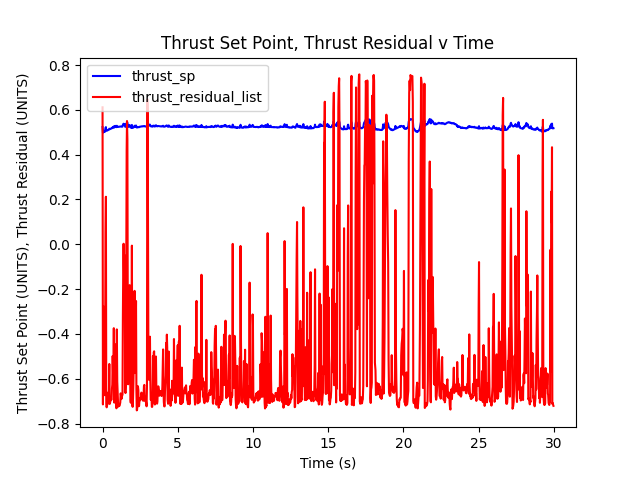 Thrust Set Point, Thrust Residual v Time
thrust_sp
thrust_residual_list
Thrust Set Point (UNITS), Thrust Residual (UNITS)
0.8
0.6
0.4
0.2
0.0
−0.2
−0.4
−0.6
−0.8
0 5 10 15 20 25 30
Time (s)